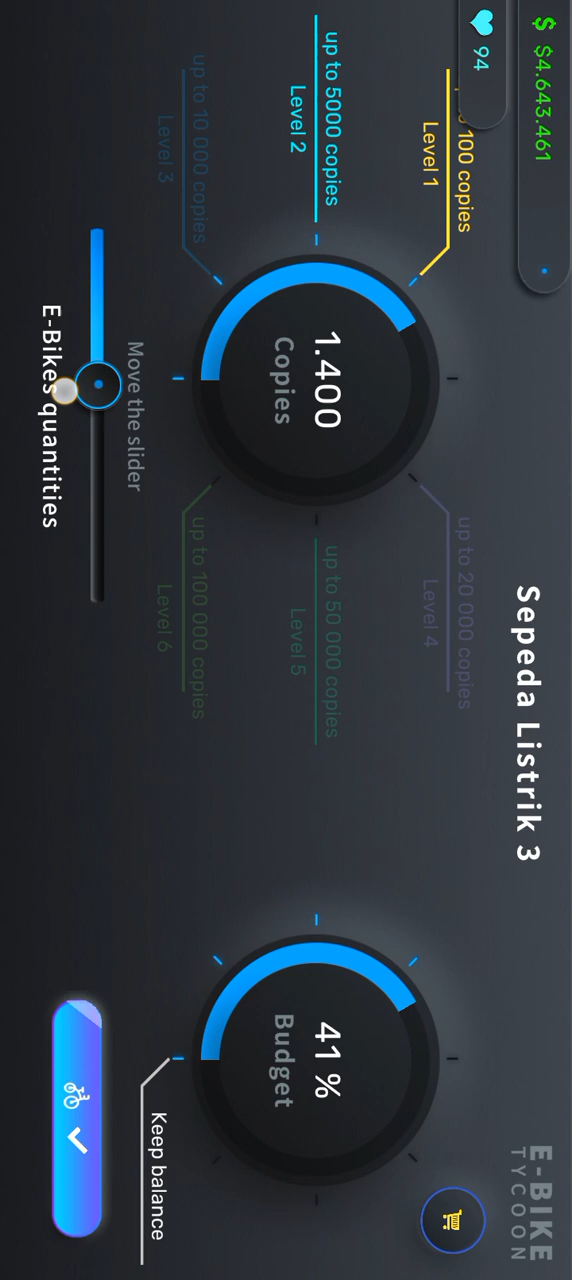 $ $4.643.461
94
Sepeda Listrik 3
E-BIKE
TYCOON
100 copies
Level 1
up to 5000 copies
Level 2
up to 10 000 copies
Level 3
up to 20 000 copies
Level 4
up to 50 000 copies
Level 5
up to 100 000 copies
Level 6
1.400
Copies
41 %
Budget
Keep balance
Move the slider
E-Bikes quantities